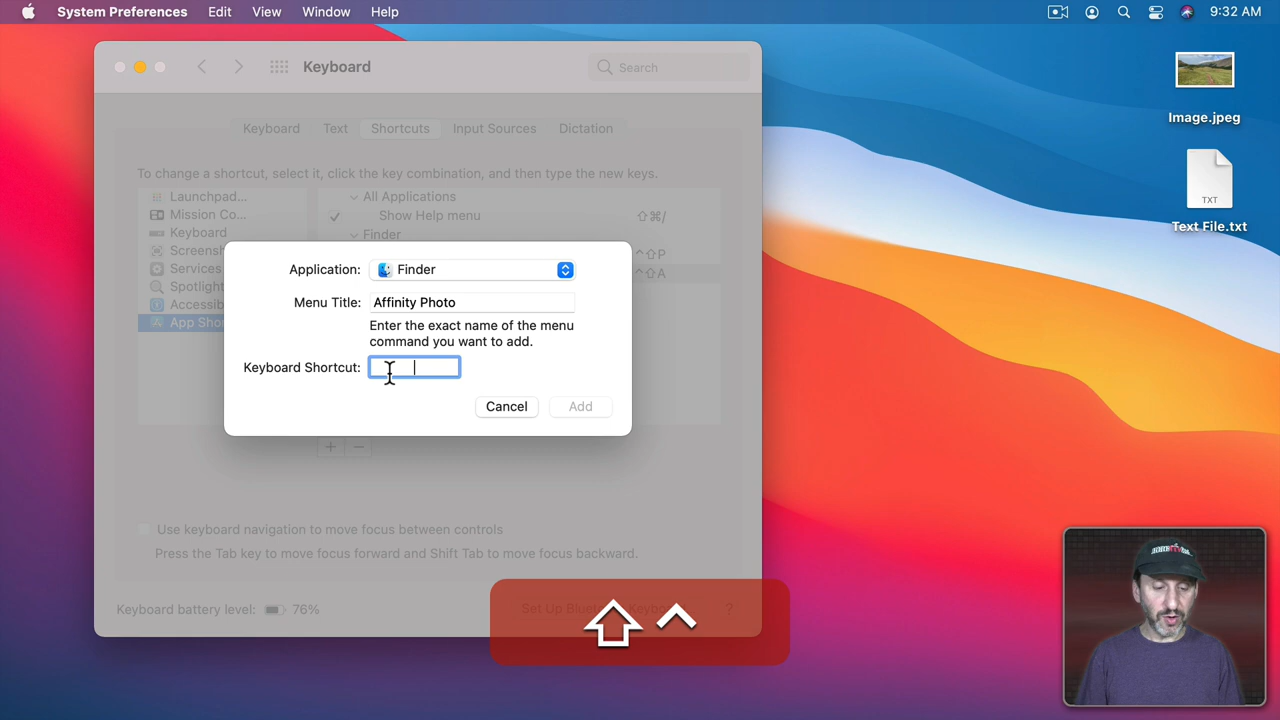 System Preferences Edit View Window Help 9:32 AM
Keyboard
Search
Keyboard Text Shortcuts Input Sources Dictation
To change a shortcut, select it, click the key combination, and then type the new keys.
Launchpad...
Mission Co...
Keyboard
Screensh
Services
Spotlight
Accessib
App Shor
All Applications
Show Help menu ⇧⌘/
Finder
^⇧P
^⇧A
Application: Finder
Menu Title: Affinity Photo
Enter the exact name of the menu
command you want to add.
Keyboard Shortcut:
Cancel Add
+ −
Use keyboard navigation to move focus between controls
Press the Tab key to move focus forward and Shift Tab to move focus backward.
Keyboard battery level: 76%
Set Up ?
⇧ ^
Image.jpeg
TXT
Text File.txt